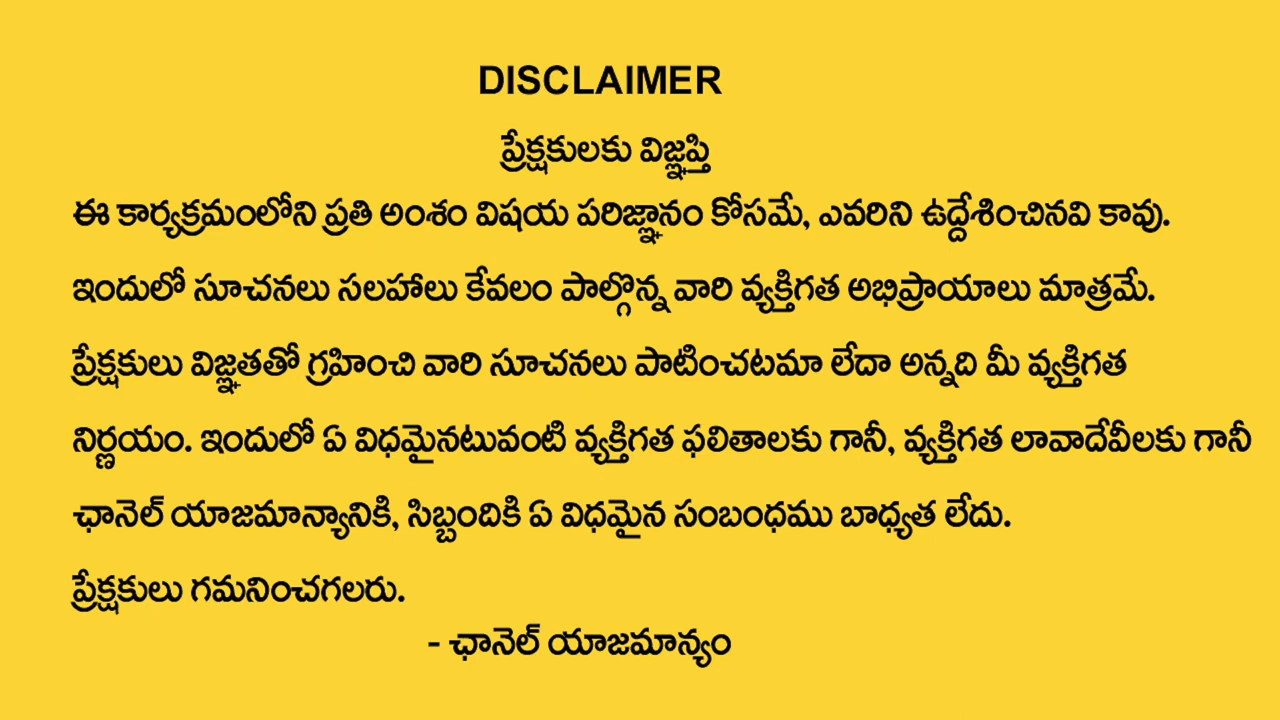 DISCLAIMER
ప్రేక్షకులకు విజ్ఞప్తి
ఈ కార్యక్రమంలోని ప్రతి అంశం విషయ పరిజ్ఞానం కోసమే, ఎవరిని ఉద్దేశించినవి కావు.
ఇందులో సూచనలు సలహాలు కేవలం పాల్గొన్న వారి వ్యక్తిగత అభిప్రాయాలు మాత్రమే.
ప్రేక్షకులు విజ్ఞతతో గ్రహించి వారి సూచనలు పాటించటమా లేదా అన్నది మీ వ్యక్తిగత
నిర్ణయం. ఇందులో ఏ విధమైనటువంటి వ్యక్తిగత ఫలితాలకు గానీ, వ్యక్తిగత లావాదేవీలకు గానీ
ఛానెల్ యాజమాన్యానికి, సిబ్బందికి ఏ విధమైన సంబంధము బాధ్యత లేదు.
ప్రేక్షకులు గమనించగలరు.
- ఛానెల్ యాజమాన్యం